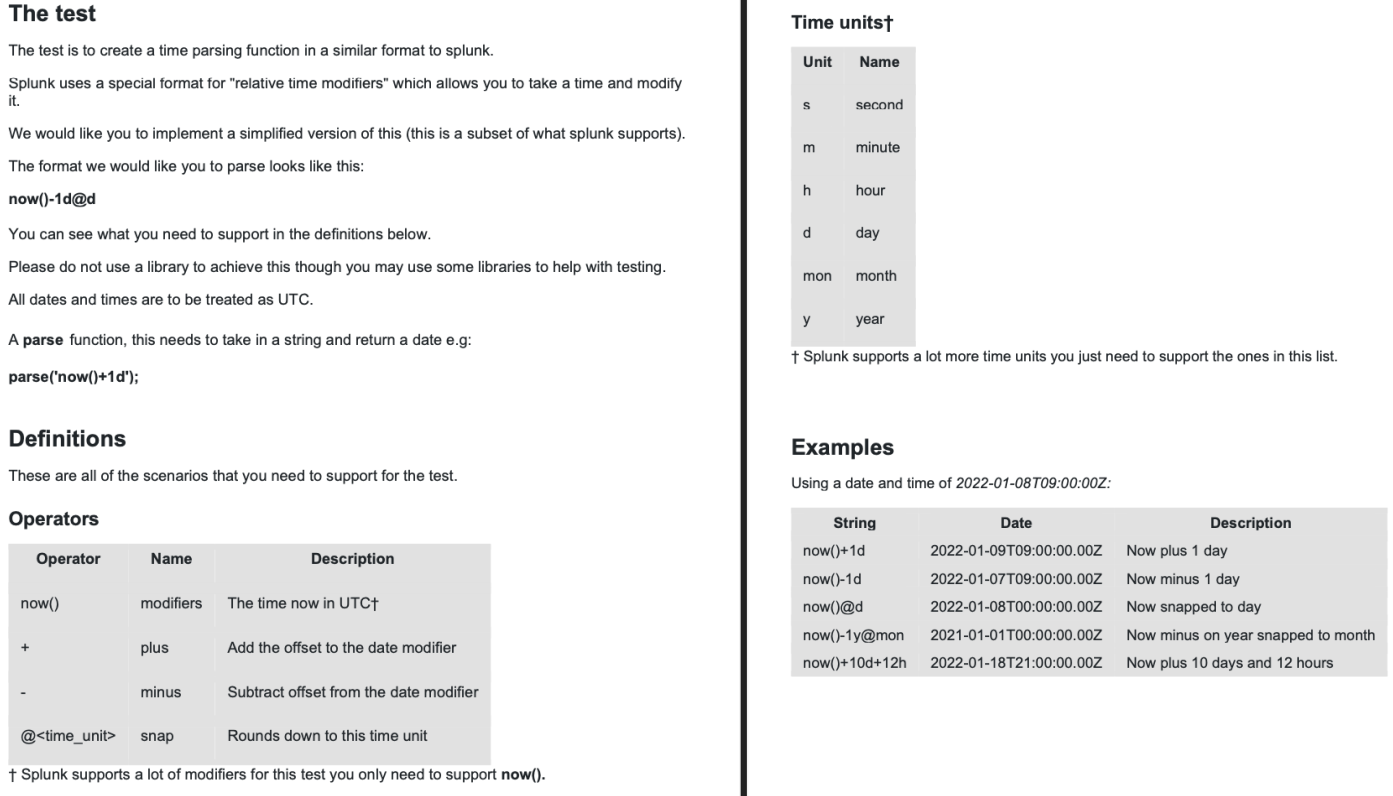 The test
The test is to create a time parsing function in a similar format to splunk.
Splunk uses a special format for "relative time modifiers" which allows you to take a time and modify
it.
We would like you to implement a simplified version of this (this is a subset of what splunk supports).
The format we would like you to parse looks like this:
now()-1d@d
You can see what you need to support in the definitions below.
Please do not use a library to achieve this though you may use some libraries to help with testing.
All dates and times are to be treated as UTC.
A parse function, this needs to take in a string and return a date e.g:
parse('now()+1d');
Definitions
These are all of the scenarios that you need to support for the test.
Operators
Operator Name Description
now() modifiers The time now in UTC†
+ plus Add the offset to the date modifier
- minus Subtract offset from the date modifier
@<time_unit> snap Rounds down to this time unit
† Splunk supports a lot of modifiers for this test you only need to support now().
Time units†
Unit Name
s second
m minute
h hour
d day
mon month
y year
† Splunk supports a lot more time units you just need to support the ones in this list.
Examples
Using a date and time of 2022-01-08T09:00:00Z:
String Date Description
now()+1d 2022-01-09T09:00:00.00Z Now plus 1 day
now()-1d 2022-01-07T09:00:00.00Z Now minus 1 day
now()@d 2022-01-08T00:00:00.00Z Now snapped to day
now()-1y@mon 2021-01-01T00:00:00.00Z Now minus on year snapped to month
now()+10d+12h 2022-01-18T21:00:00.00Z Now plus 10 days and 12 hours